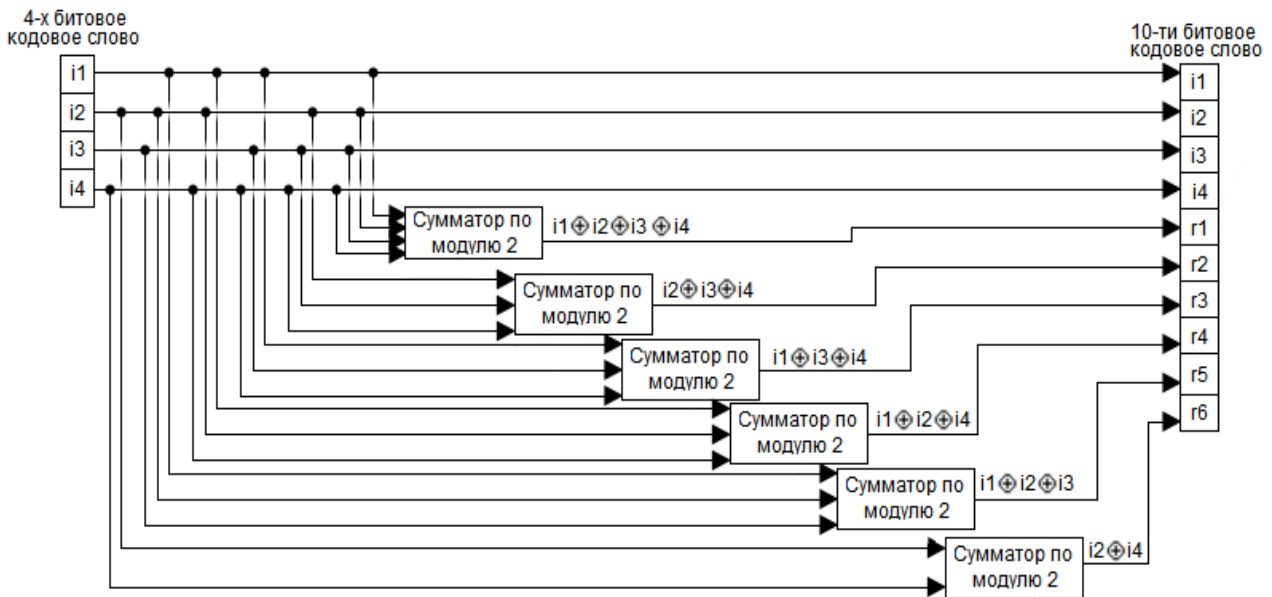 4-х битовое
кодовое слово
i1
i2
i3
i4
10-ти битовое
кодовое слово
i1
i2
i3
i4
r1
r2
r3
r4
r5
r6
Сумматор по
модулю 2
i1⊕i2⊕i3 ⊕i4
Сумматор по
модулю 2
i2⊕i3⊕i4
Сумматор по
модулю 2
i1⊕i3⊕i4
Сумматор по
модулю 2
i1⊕i2⊕i4
Сумматор по
модулю 2
i1⊕i2⊕i3
Сумматор по
модулю 2
i2⊕i4